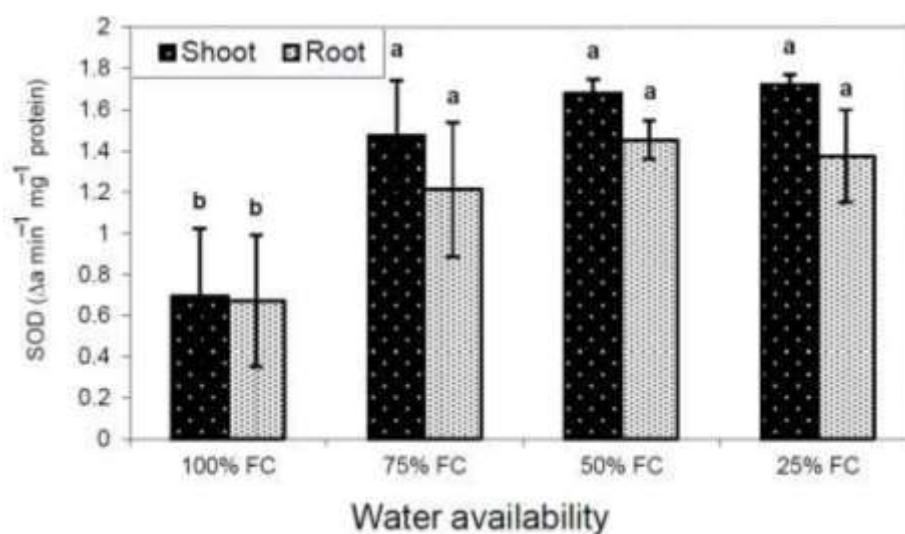 2
1.8
1.6
1.4
1.2
1
0.8
0.6
0.4
0.2
0
SOD (Δa min⁻¹ mg⁻¹ protein)
Shoot Root
b b a a a a a a
100% FC 75% FC 50% FC 25% FC
Water availability